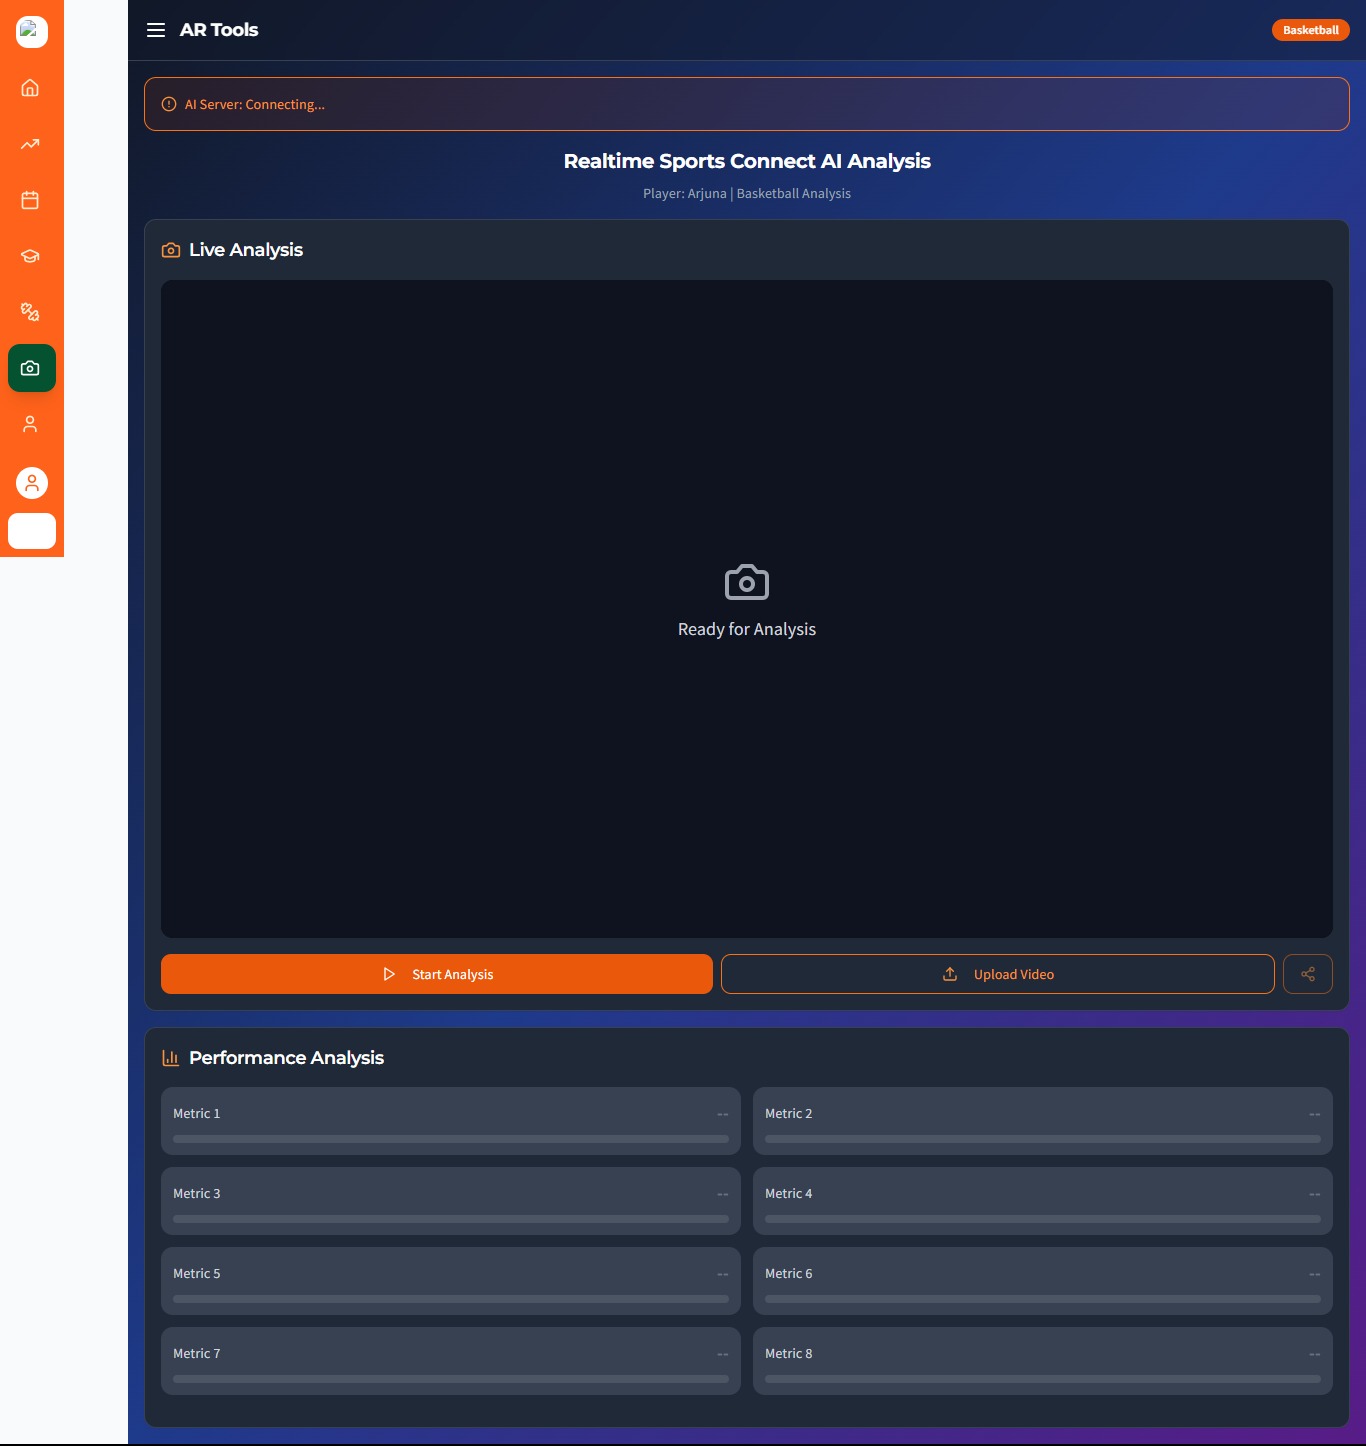 AR Tools
Basketball
AI Server: Connecting...
Realtime Sports Connect AI Analysis
Player: Arjuna | Basketball Analysis
Live Analysis
Ready for Analysis
Start Analysis
Upload Video
Performance Analysis
Metric 1 --
Metric 2 --
Metric 3 --
Metric 4 --
Metric 5 --
Metric 6 --
Metric 7 --
Metric 8 --